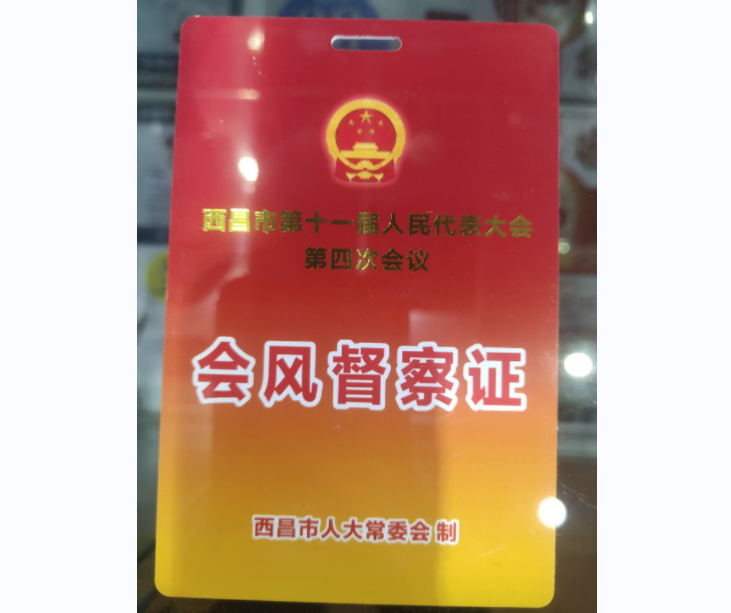 西昌市第十一届人民代表大会
第四次会议
会风督察证
西昌市人大常委会 制